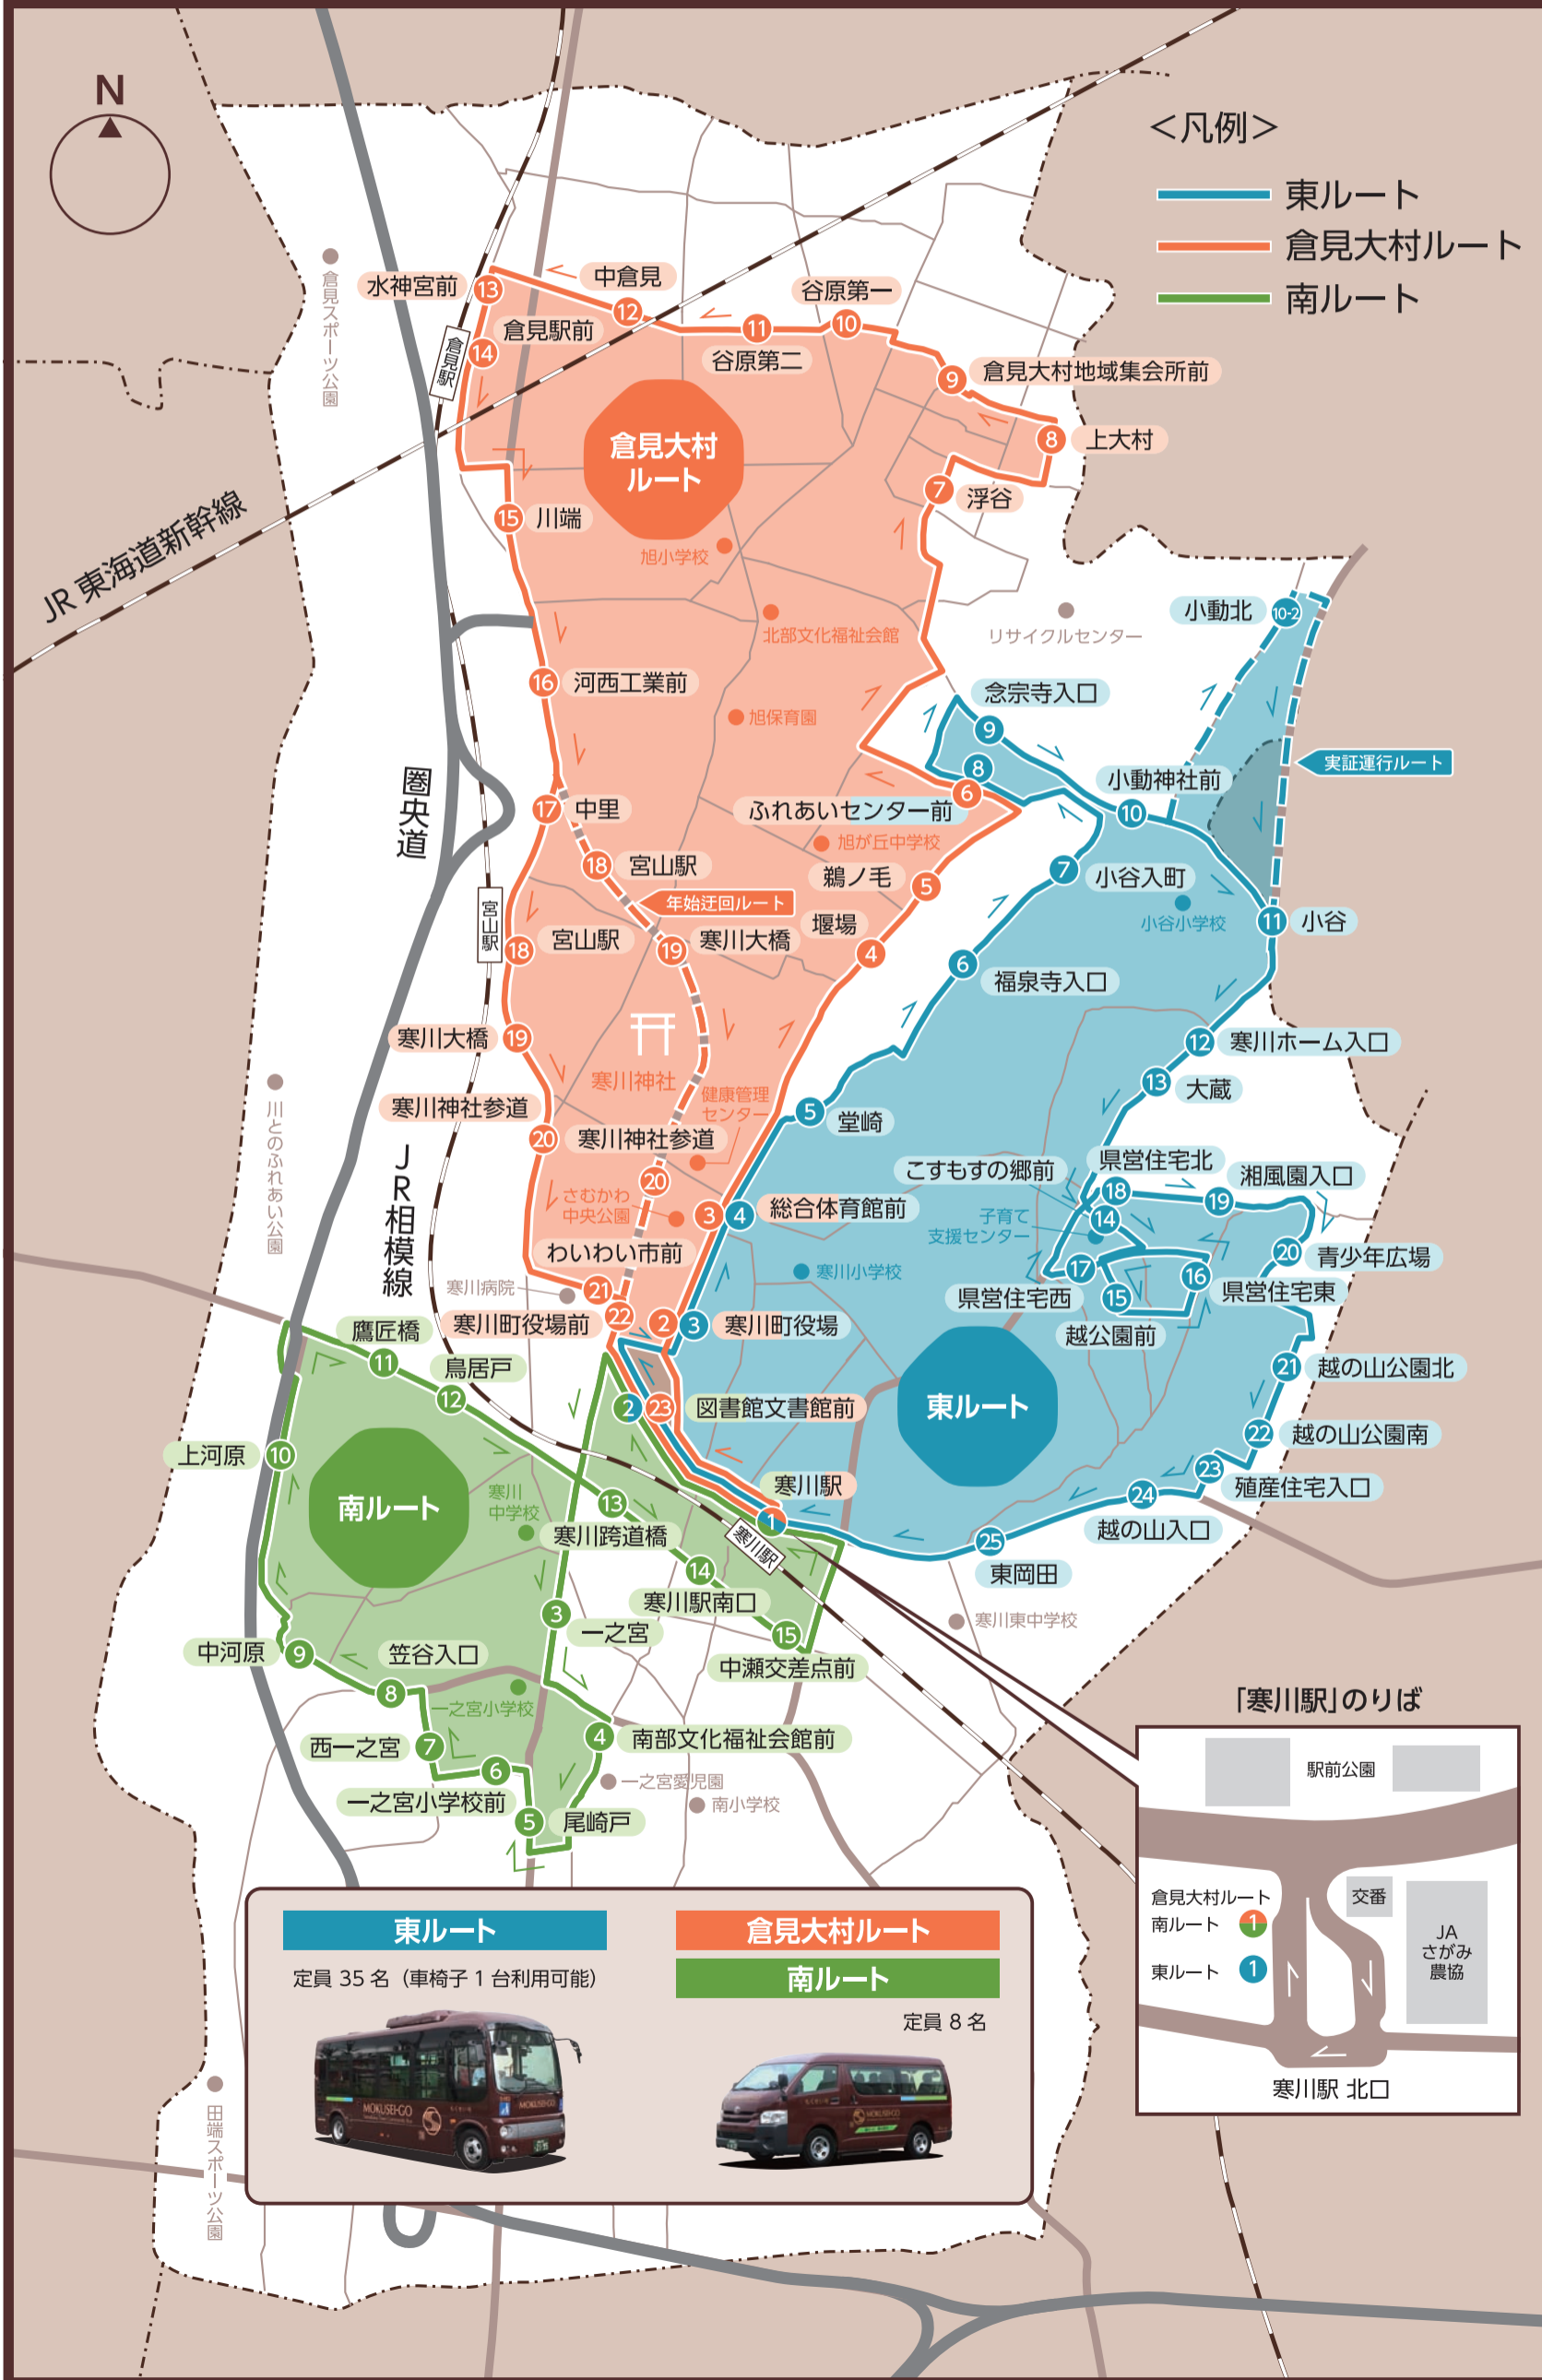 N
＜凡例＞
東ルート
倉見大村ルート
南ルート
倉見スポーツ公園
水神宮前
13
中倉見
12
谷原第一
10
11
谷原第二
倉見駅前
14
倉見駅
9
倉見大村地域集会所前
8
上大村
7
浮谷
倉見大村
ルート
15
川端
旭小学校
JR 東海道新幹線
北部文化福祉会館
リサイクルセンター
小動北
10-2
16
河西工業前
旭保育園
念宗寺入口
9
8
実証運行ルート
小動神社前
10
圏央道
17
中里
ふれあいセンター前
6
旭が丘中学校
18
宮山駅
鵜ノ毛
5
7
小谷入町
小谷小学校
年始迂回ルート
11
小谷
宮山駅
18
宮山駅
19
寒川大橋
堰場
4
6
福泉寺入口
寒川大橋
19
12
寒川ホーム入口
13
大蔵
寒川神社
健康管理
センター
川とのふれあい公園
寒川神社参道
20
寒川神社参道
5
堂崎
JR相模線
20
さむかわ
中央公園
3
4
総合体育館前
こすもすの郷前
県営住宅北
18
湘風園入口
19
14
子育て
支援センター
わいわい市前
寒川小学校
20
青少年広場
17
16
県営住宅西
15
県営住宅東
越公園前
寒川病院
21
寒川町役場前
22
2
3
寒川町役場
鷹匠橋
11
鳥居戸
12
東ルート
21
越の山公園北
2
23
図書館文書館前
22
越の山公園南
上河原
10
南ルート
寒川
中学校
寒川駅
1
23
殖産住宅入口
24
越の山入口
13
寒川跨道橋
寒川駅
25
東岡田
14
寒川駅南口
3
一之宮
15
中瀬交差点前
寒川東中学校
中河原
9
笠谷入口
8
一之宮小学校
西一之宮
7
4
南部文化福祉会館前
6
一之宮小学校前
一之宮愛児園
南小学校
5
尾崎戸
「寒川駅」のりば
駅前公園
倉見大村ルート
南ルート
1
交番
東ルート
1
JA
さがみ
農協
寒川駅 北口
東ルート
定員 35 名（車椅子 1 台利用可能）
倉見大村ルート
南ルート
定員 8 名
MOKUSEI-GO
MOKUSEI-GO
MOKUSEI-GO
田端スポーツ公園